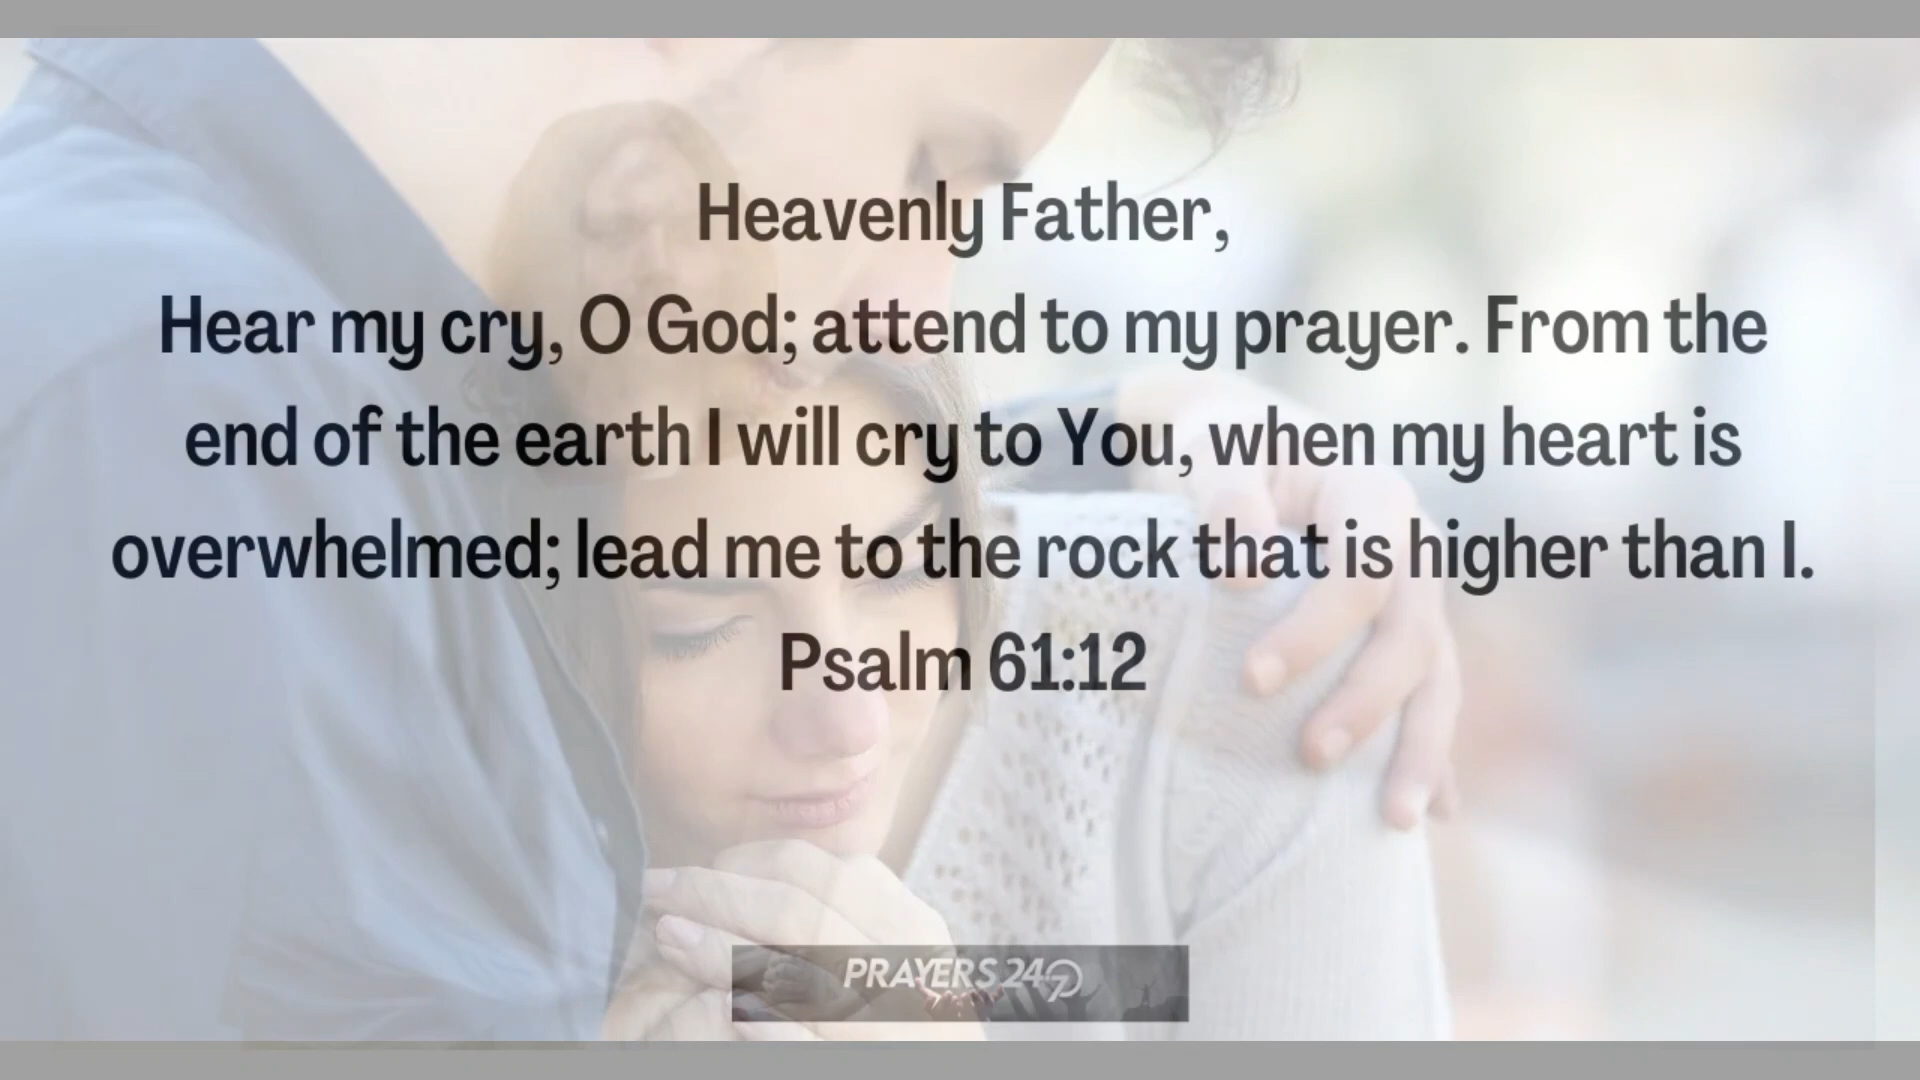 Heavenly Father,
Hear my cry, O God; attend to my prayer. From the
end of the earth I will cry to You, when my heart is
overwhelmed; lead me to the rock that is higher than I.
Psalm 61:12
PRAYERS 247